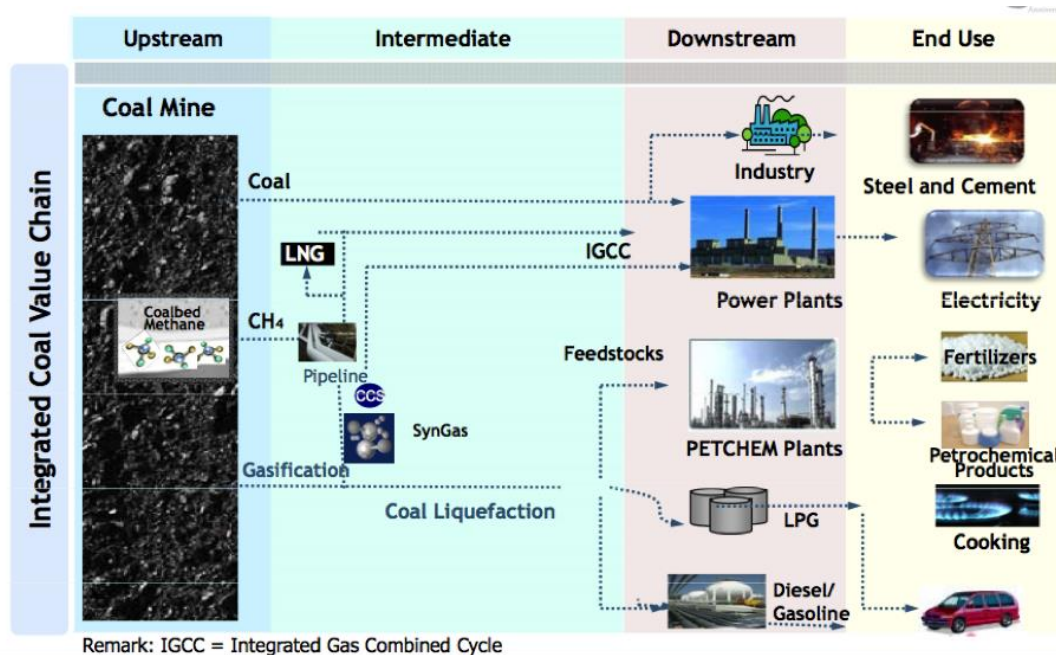 Upstream
Intermediate
Downstream
End Use
Integrated Coal Value Chain
Coal Mine
Industry
Steel and Cement
Coal
LNG
IGCC
Power Plants
Electricity
Coalbed
Methane
CH₄
Pipeline
CCS
SynGas
Feedstocks
PETCHEM Plants
Fertilizers
Petrochemical
Products
Gasification
Coal Liquefaction
LPG
Cooking
Diesel/
Gasoline
Remark: IGCC = Integrated Gas Combined Cycle